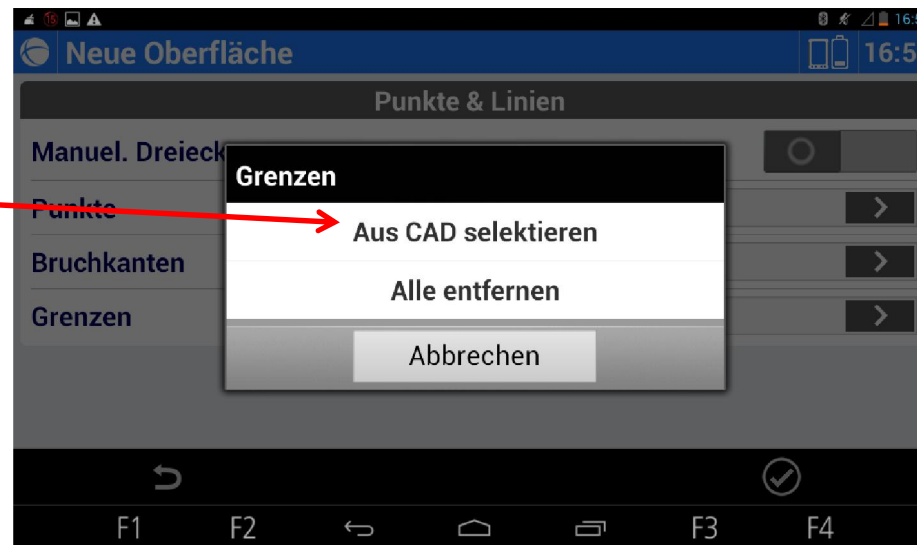 16:5
Neue Oberfläche
16:5
Punkte & Linien
Manuel. Dreieck
Grenzen
Punkte
Aus CAD selektieren
Bruchkanten
Alle entfernen
Grenzen
Abbrechen
F1 F2 F3 F4